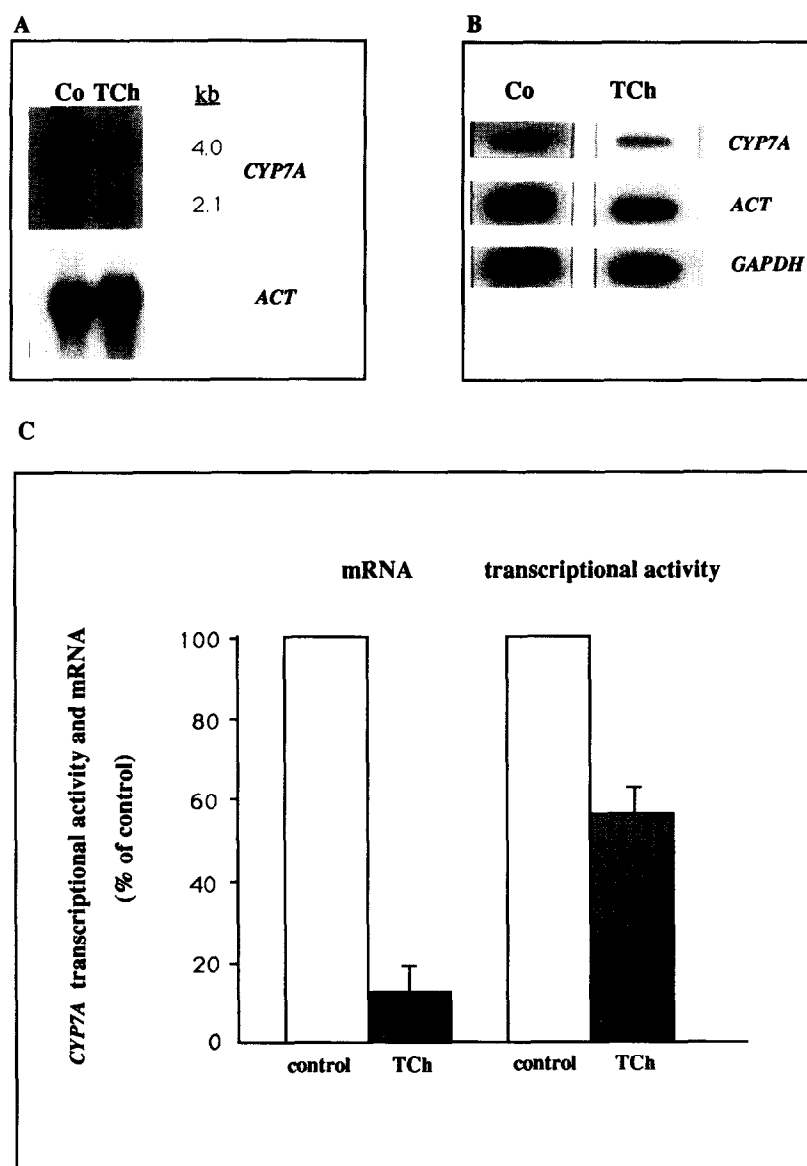 A
Co TCh kb
4.0
CYP7A
2.1
ACT
B
Co TCh
CYP7A
ACT
GAPDH
C
mRNA transcriptional activity
CYP7A transcriptional activity and mRNA
(% of control)
100
80
60
40
20
0
control TCh control TCh